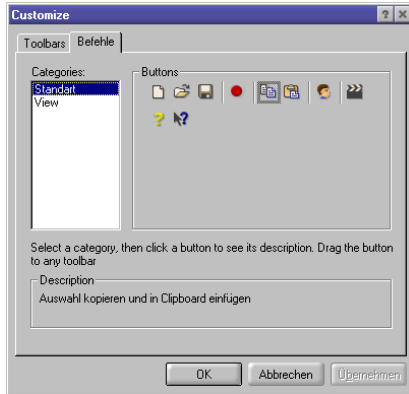 Customize
Toolbars
Befehle
Categories:
Buttons
Standart
View
Select a category, then click a button to see its description. Drag the button
to any toolbar
Description
Auswahl kopieren und in Clipboard einfügen
OK
Abbrechen
Übernehmen